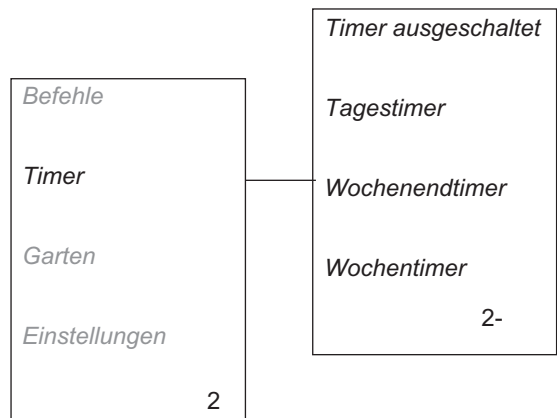 Befehle
Timer
Garten
Einstellungen
2
Timer ausgeschaltet
Tagestimer
Wochenendtimer
Wochentimer
2-